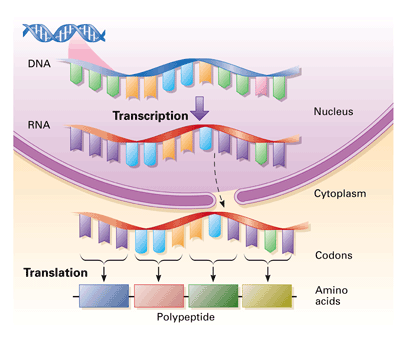 DNA
Nucleus
Transcription
RNA
Cytoplasm
Codons
Translation
Amino
acids
Polypeptide